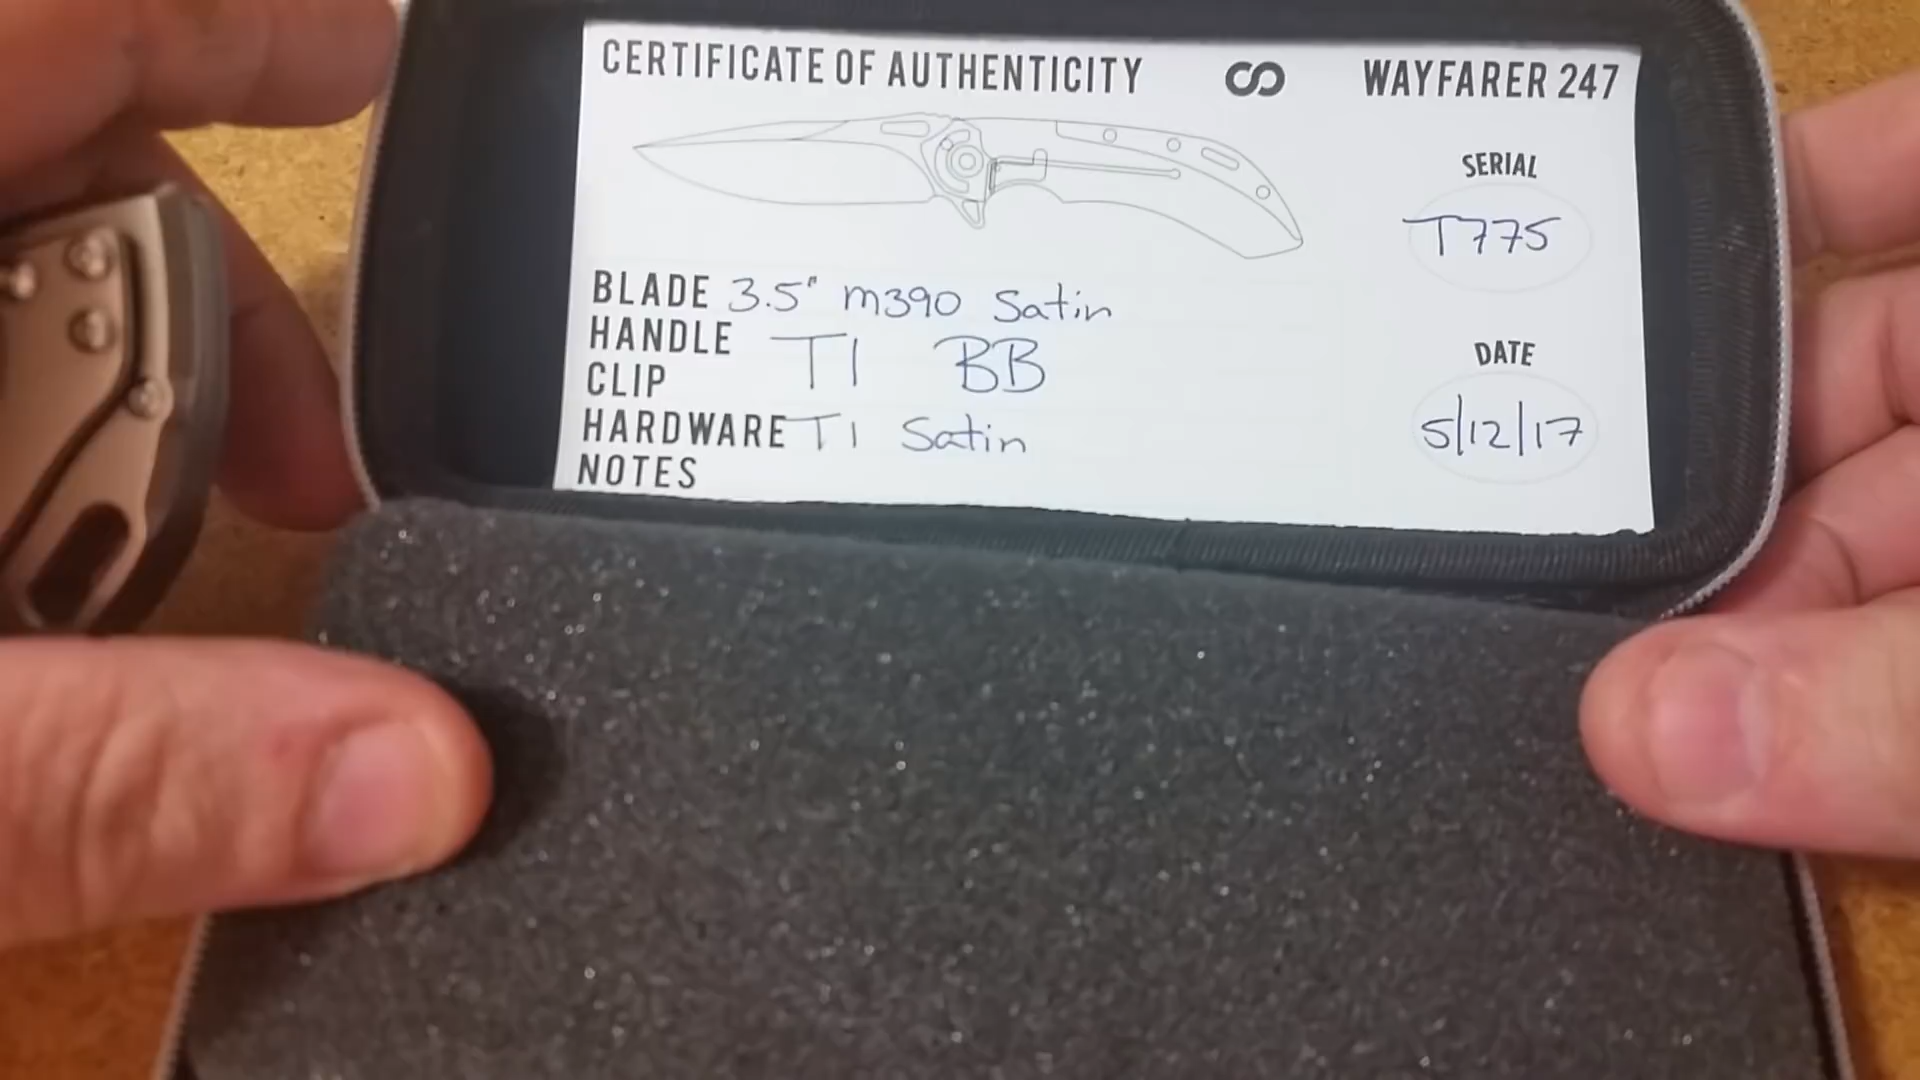 CERTIFICATE OF AUTHENTICITY
WAYFARER 247
SERIAL
T775
BLADE 3.5" m390 Satin
HANDLE TI BB
CLIP
HARDWARE TI Satin
NOTES
DATE
5/12/17